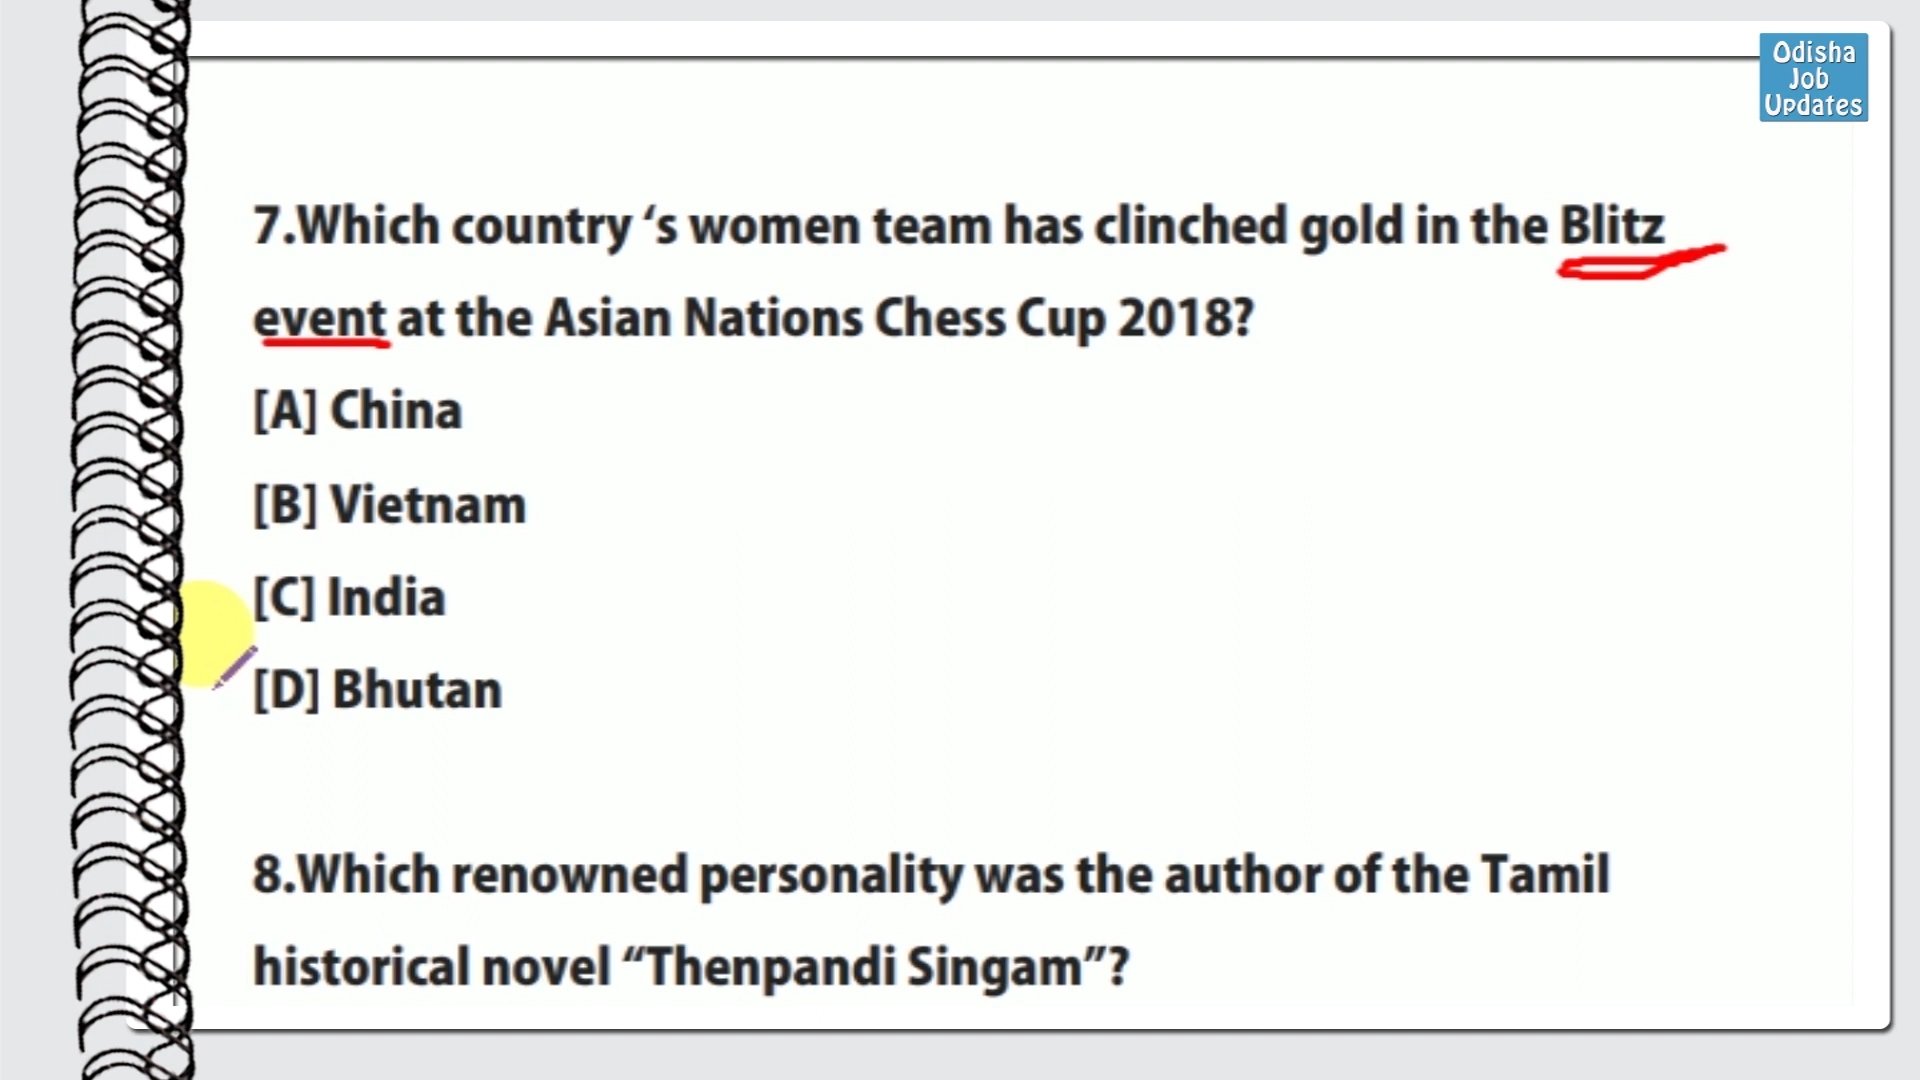 Odisha
Job
Updates
7.Which country ‘s women team has clinched gold in the Blitz
event at the Asian Nations Chess Cup 2018?
[A] China
[B] Vietnam
[C] India
[D] Bhutan
8.Which renowned personality was the author of the Tamil
historical novel “Thenpandi Singam”?